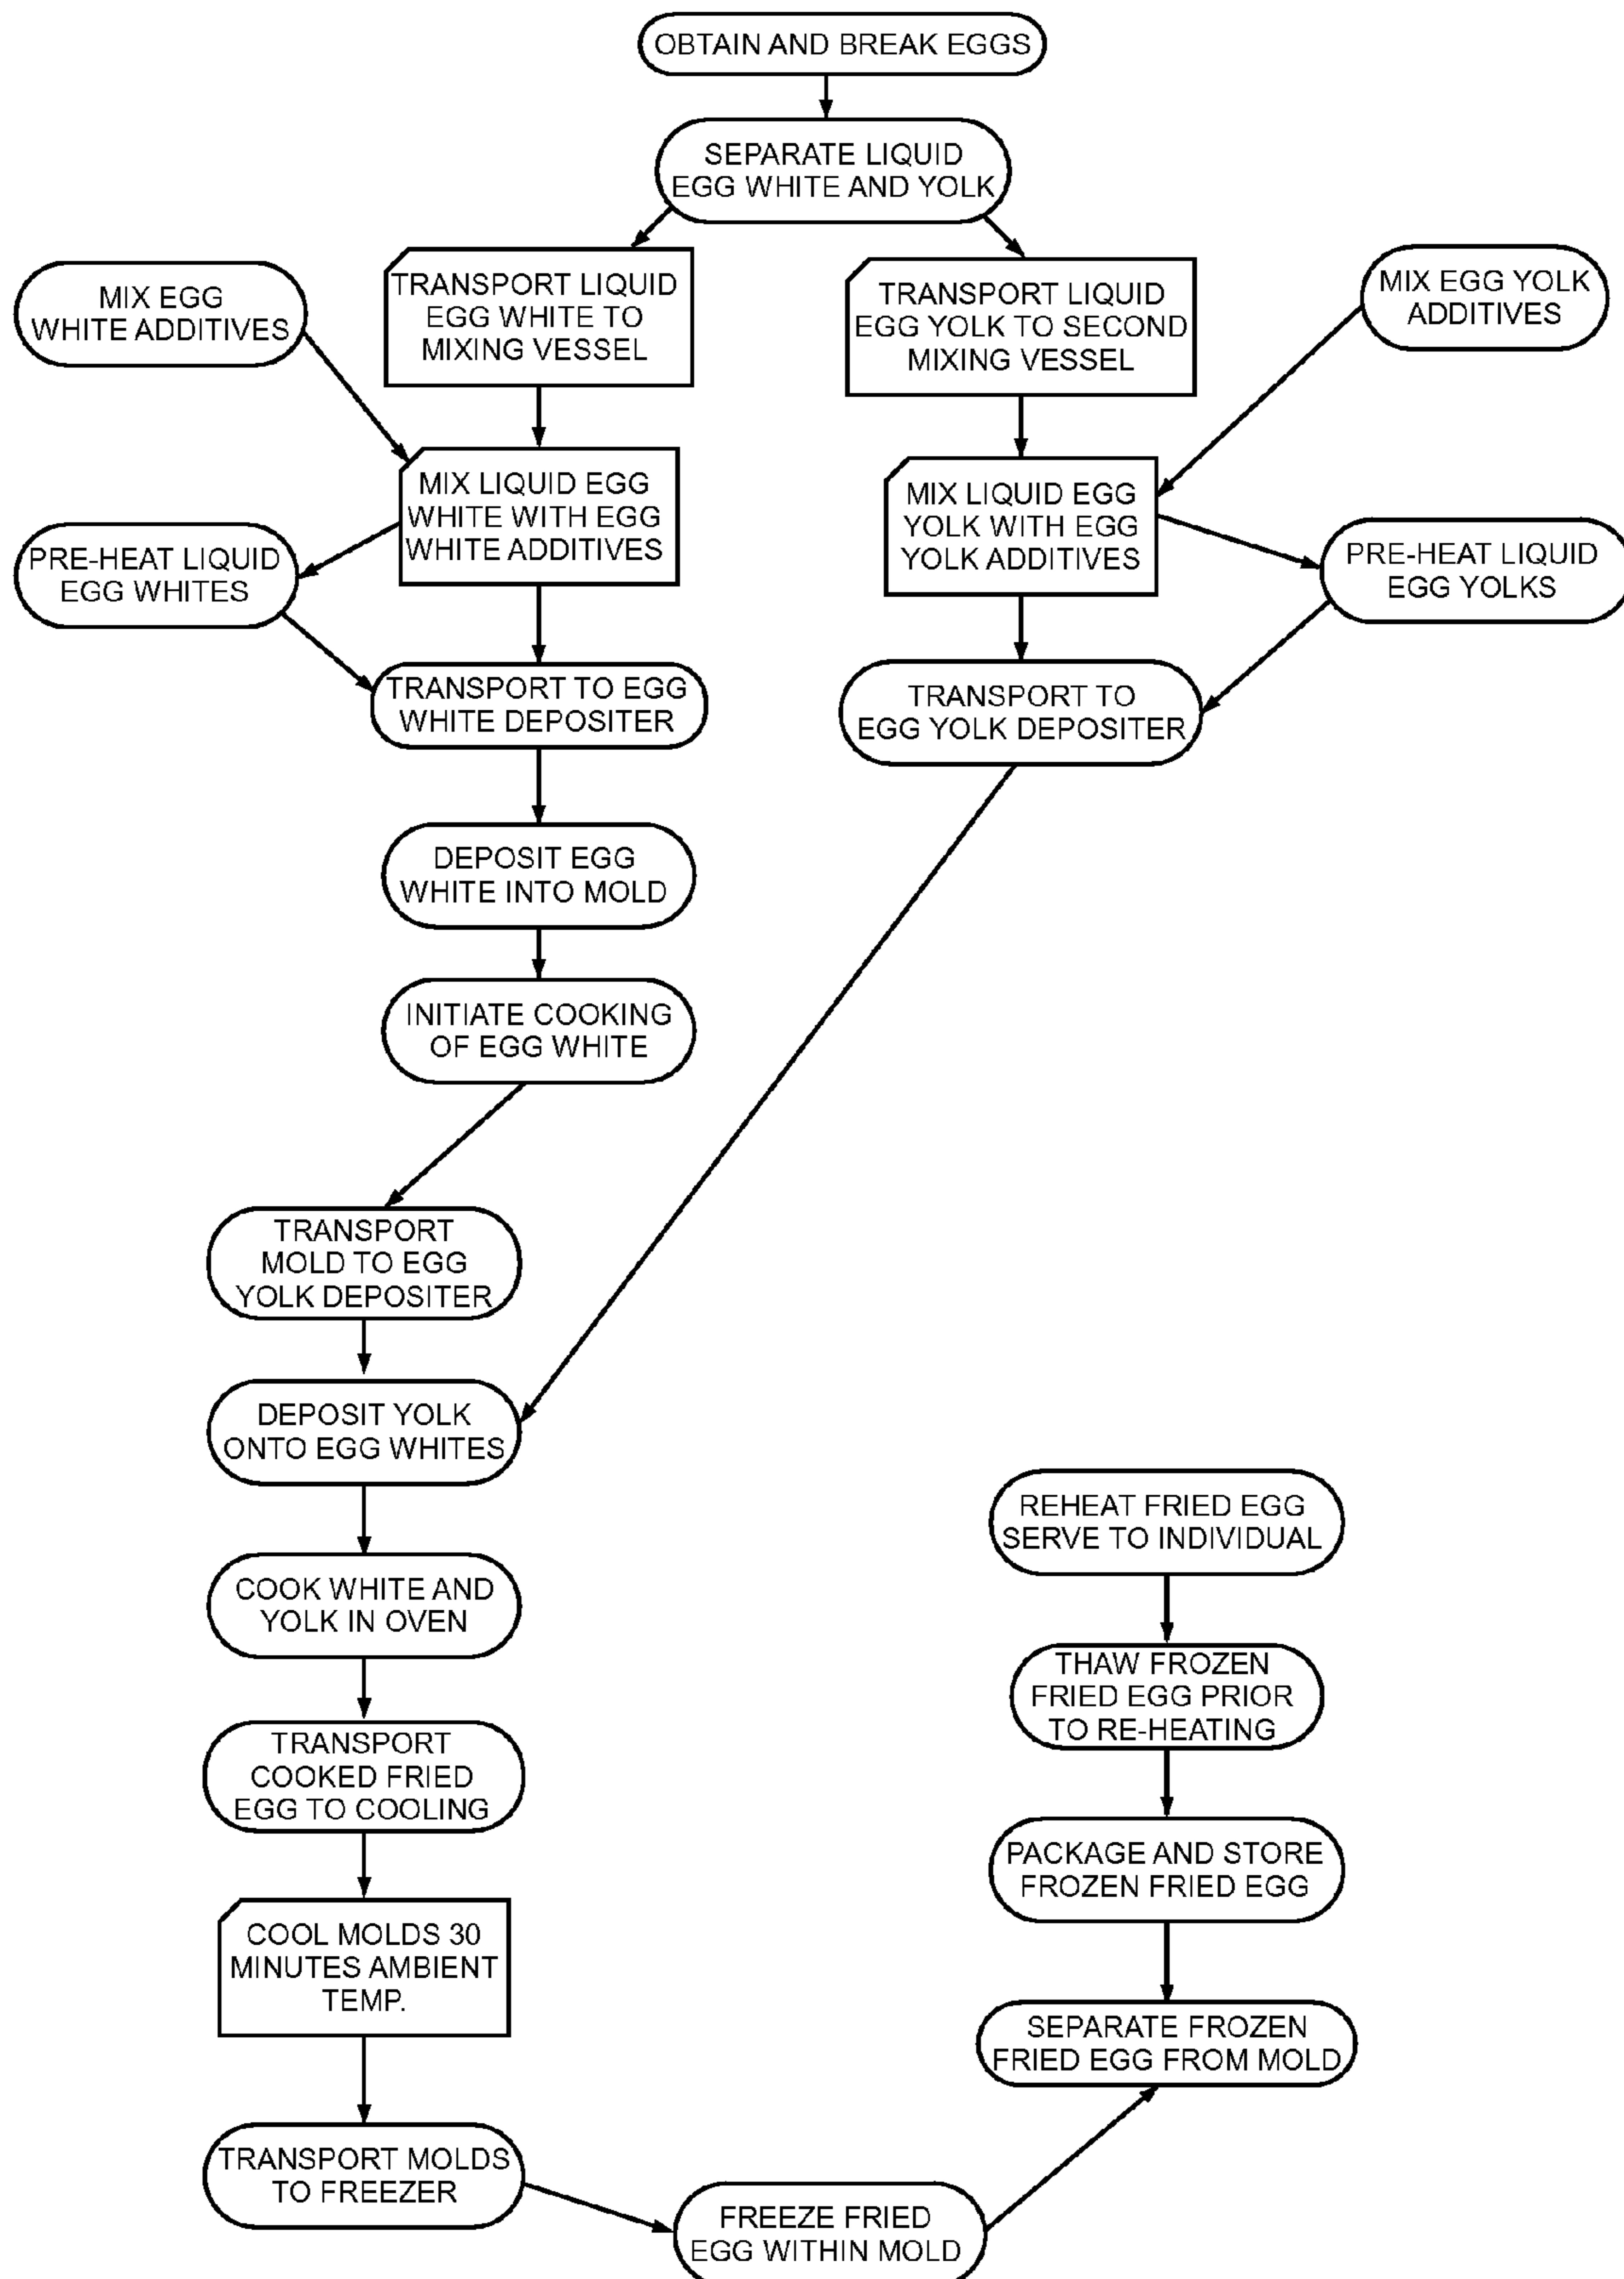 OBTAIN AND BREAK EGGS
SEPARATE LIQUID
EGG WHITE AND YOLK
MIX EGG
WHITE ADDITIVES
TRANSPORT LIQUID
EGG WHITE TO
MIXING VESSEL
TRANSPORT LIQUID
EGG YOLK TO SECOND
MIXING VESSEL
MIX EGG YOLK
ADDITIVES
MIX LIQUID EGG
WHITE WITH EGG
WHITE ADDITIVES
MIX LIQUID EGG
YOLK WITH EGG
YOLK ADDITIVES
PRE-HEAT LIQUID
EGG WHITES
PRE-HEAT LIQUID
EGG YOLKS
TRANSPORT TO EGG
WHITE DEPOSITER
TRANSPORT TO
EGG YOLK DEPOSITER
DEPOSIT EGG
WHITE INTO MOLD
INITIATE COOKING
OF EGG WHITE
TRANSPORT
MOLD TO EGG
YOLK DEPOSITER
DEPOSIT YOLK
ONTO EGG WHITES
COOK WHITE AND
YOLK IN OVEN
TRANSPORT
COOKED FRIED
EGG TO COOLING
COOL MOLDS 30
MINUTES AMBIENT
TEMP.
TRANSPORT MOLDS
TO FREEZER
FREEZE FRIED
EGG WITHIN MOLD
REHEAT FRIED EGG
SERVE TO INDIVIDUAL
THAW FROZEN
FRIED EGG PRIOR
TO RE-HEATING
PACKAGE AND STORE
FROZEN FRIED EGG
SEPARATE FROZEN
FRIED EGG FROM MOLD